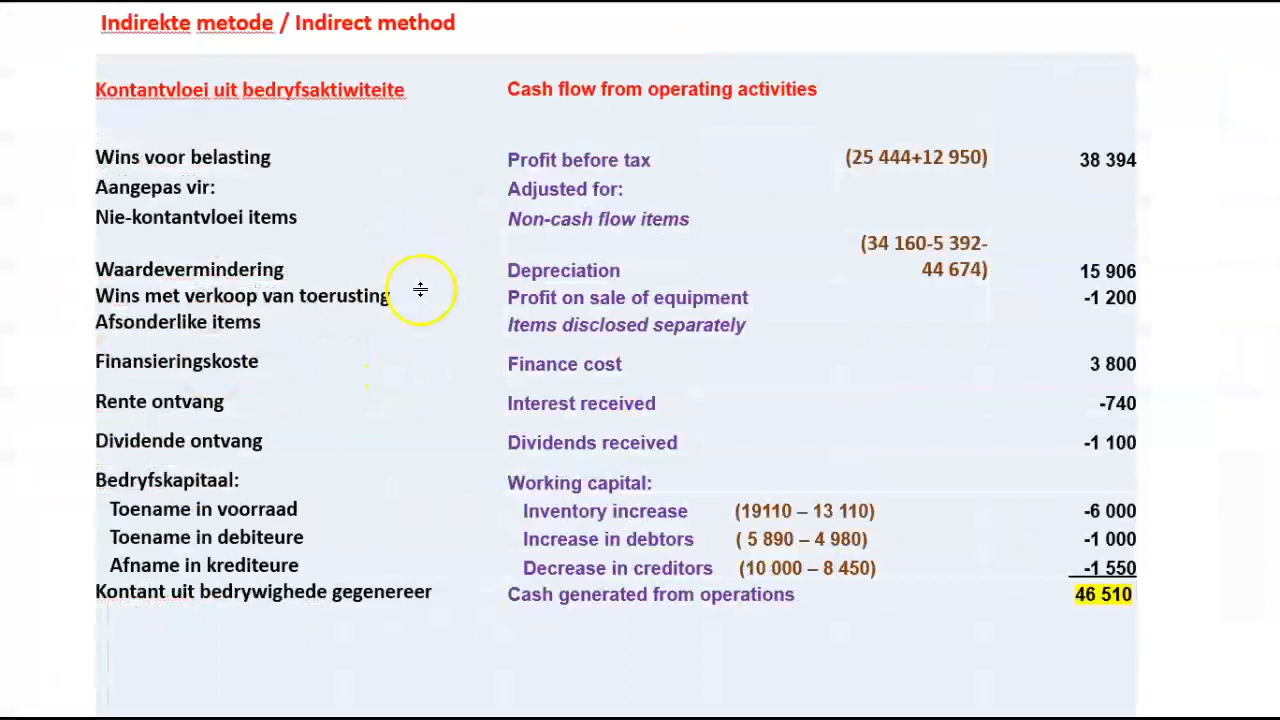 Indirekte metode / Indirect method
Kontantvloei uit bedryfsaktiwiteite Cash flow from operating activities
Wins voor belasting Profit before tax (25 444+12 950) 38 394
Aangepas vir: Adjusted for:
Nie-kontantvloei items Non-cash flow items
(34 160-5 392-
Waardevermindering Depreciation 44 674) 15 906
Wins met verkoop van toerusting Profit on sale of equipment -1 200
Afsonderlike items Items disclosed separately
Finansieringskoste Finance cost 3 800
Rente ontvang Interest received -740
Dividende ontvang Dividends received -1 100
Bedryfskapitaal: Working capital:
Toename in voorraad Inventory increase (19110 – 13 110) -6 000
Toename in debiteure Increase in debtors ( 5 890 – 4 980) -1 000
Afname in krediteure Decrease in creditors (10 000 – 8 450) -1 550
Kontant uit bedrywighede gegenereer Cash generated from operations 46 510